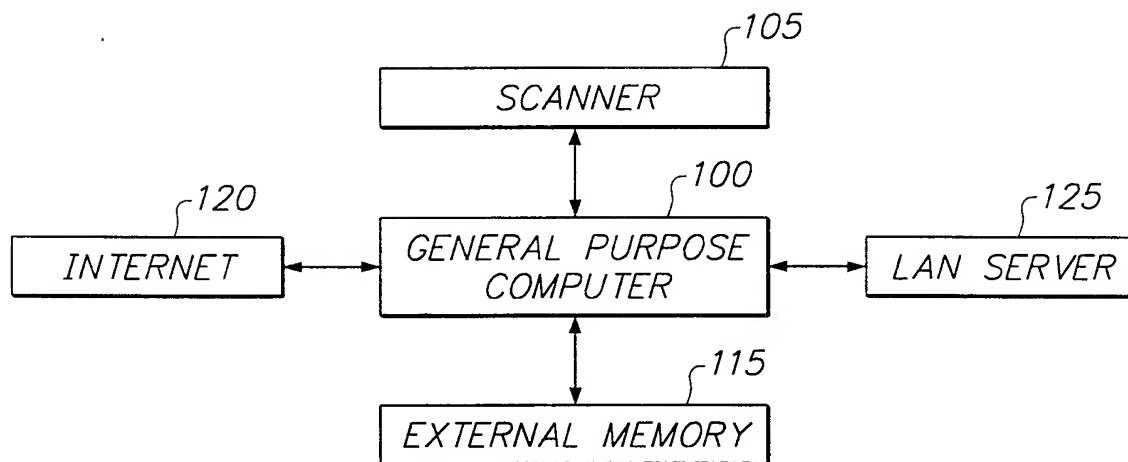 105
SCANNER
100
120
125
GENERAL PURPOSE
COMPUTER
INTERNET
LAN SERVER
115
EXTERNAL MEMORY